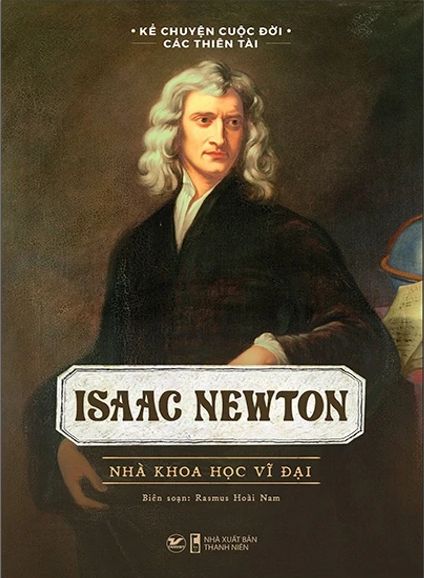 • KỂ CHUYỆN CUỘC ĐỜI •
CÁC THIÊN TÀI
ISAAC NEWTON
NHÀ KHOA HỌC VĨ ĐẠI
Biên soạn: Rasmus Hoài Nam
NHÀ XUẤT BẢN
THANH NIÊN